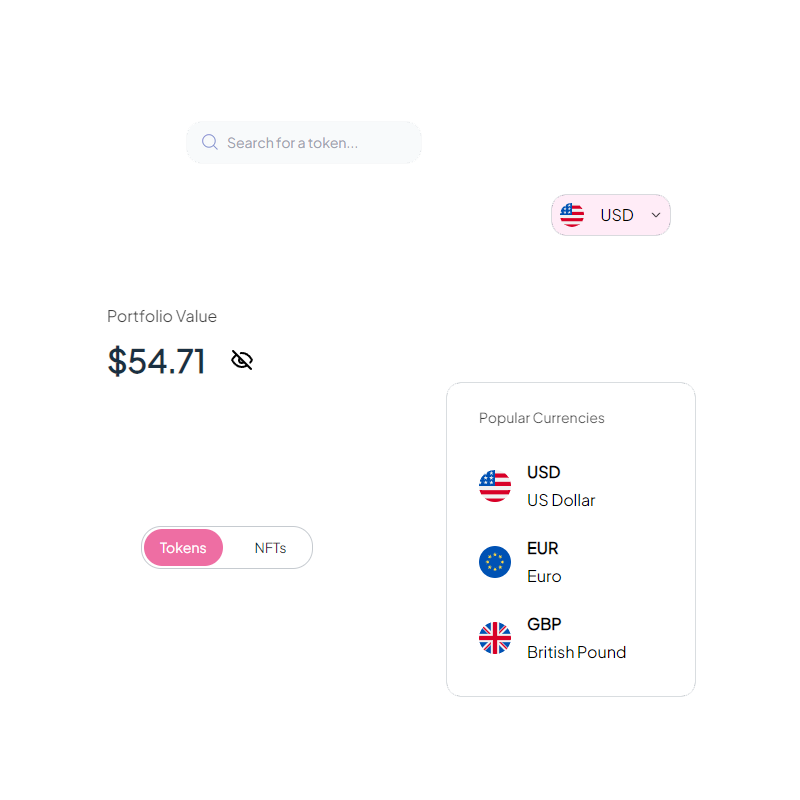 Search for a token...
USD
Portfolio Value
$54.71
Popular Currencies
USD
US Dollar
EUR
Euro
GBP
British Pound
Tokens
NFTs